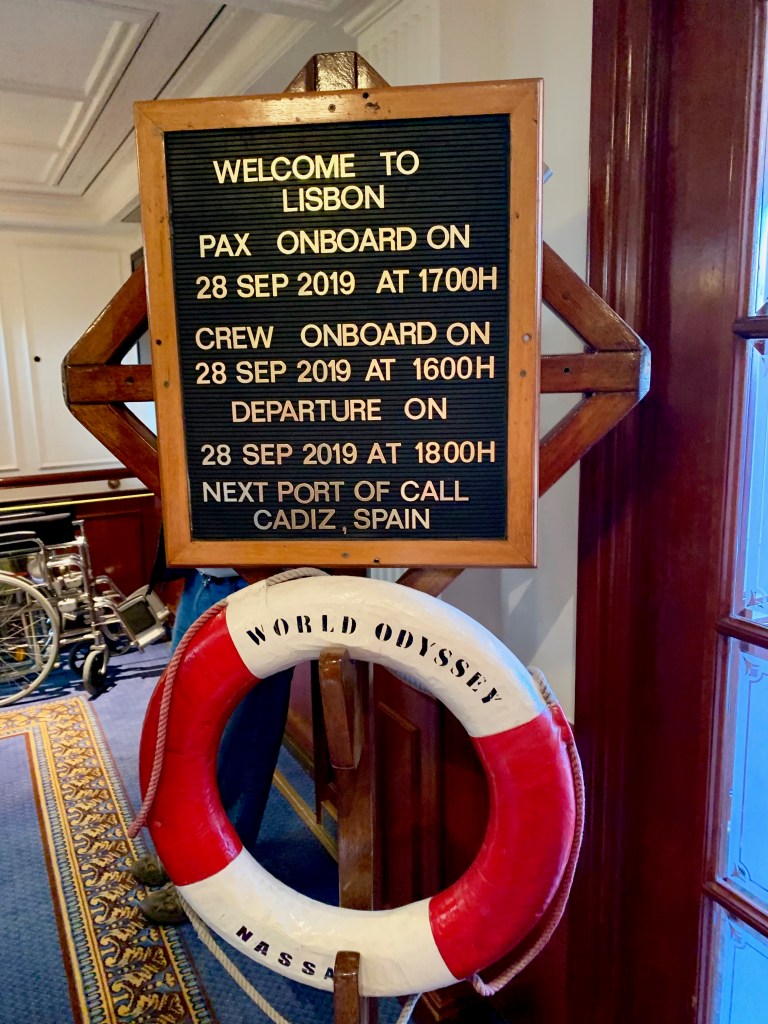 WELCOME TO
LISBON
PAX ONBOARD ON
28 SEP 2019 AT 1700H
CREW ONBOARD ON
28 SEP 2019 AT 1600H
DEPARTURE ON
28 SEP 2019 AT 1800H
NEXT PORT OF CALL
CADIZ, SPAIN
WORLD ODYSSEY